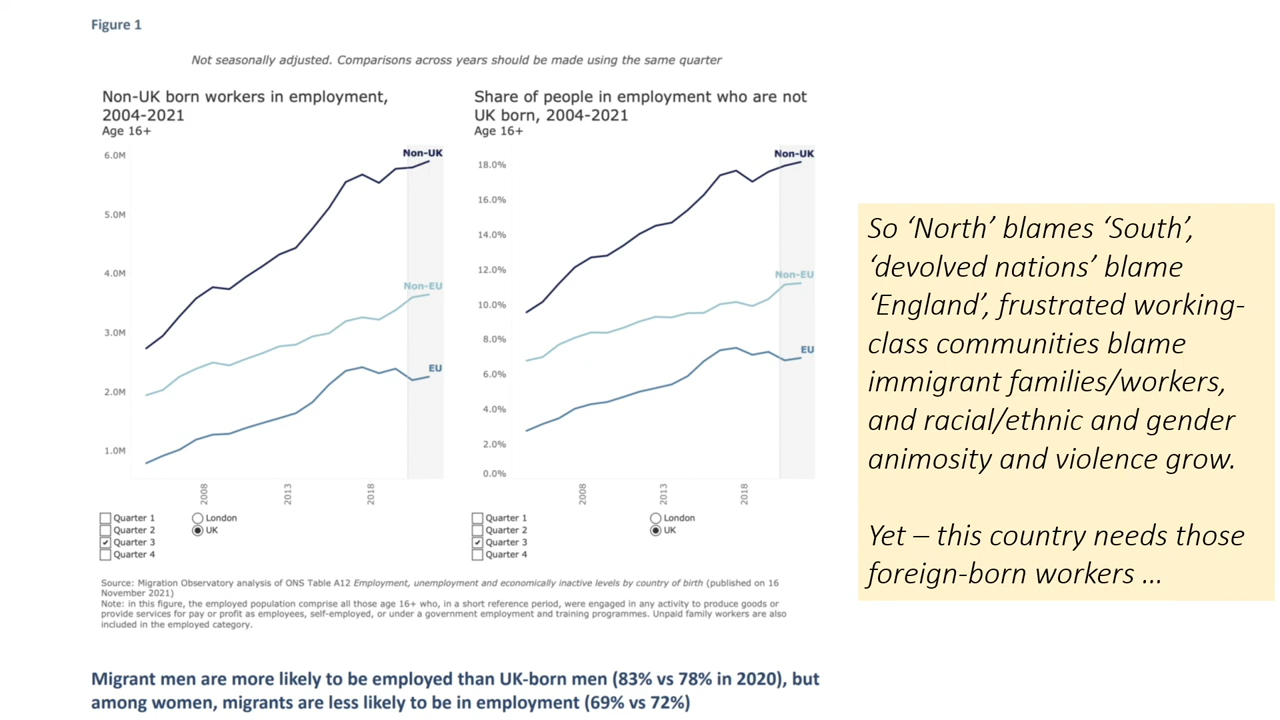 Figure 1
Not seasonally adjusted. Comparisons across years should be made using the same quarter
Non-UK born workers in employment,
2004-2021
Age 16+
6.0M
5.0M
4.0M
3.0M
2.0M
1.0M
Non-UK
Non-EU
EU
2008
2013
2018
Quarter 1
Quarter 2
Quarter 3
Quarter 4
London
UK
Share of people in employment who are not
UK born, 2004-2021
Age 16+
18.0%
16.0%
14.0%
12.0%
10.0%
8.0%
6.0%
4.0%
2.0%
0.0%
Non-UK
Non-EU
EU
2008
2013
2018
Quarter 1
Quarter 2
Quarter 3
Quarter 4
London
UK
Source: Migration Observatory analysis of ONS Table A12 Employment, unemployment and economically inactive levels by country of birth (published on 16
November 2021)
Note: in this figure, the employed population comprise all those age 16+ who, in a short reference period, were engaged in any activity to produce goods or
provide services for pay or profit as employees, self-employed, or under a government employment and training programmes. Unpaid family workers are also
included in the employed category.
Migrant men are more likely to be employed than UK-born men (83% vs 78% in 2020), but
among women, migrants are less likely to be in employment (69% vs 72%)
So ‘North’ blames ‘South’,
‘devolved nations’ blame
‘England’, frustrated working-
class communities blame
immigrant families/workers,
and racial/ethnic and gender
animosity and violence grow.
Yet – this country needs those
foreign-born workers …